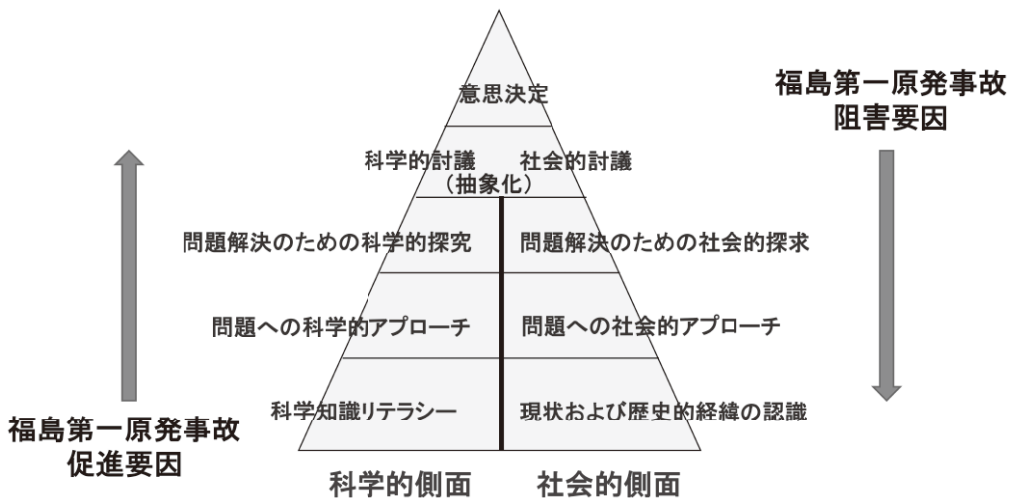 意思決定
福島第一原発事故
阻害要因
科学的討議 社会的討議
(抽象化)
問題解決のための科学的探究 問題解決のための社会的探求
問題への科学的アプローチ 問題への社会的アプローチ
科学知識リテラシー 現状および歴史的経緯の認識
福島第一原発事故
促進要因
科学的側面 社会的側面